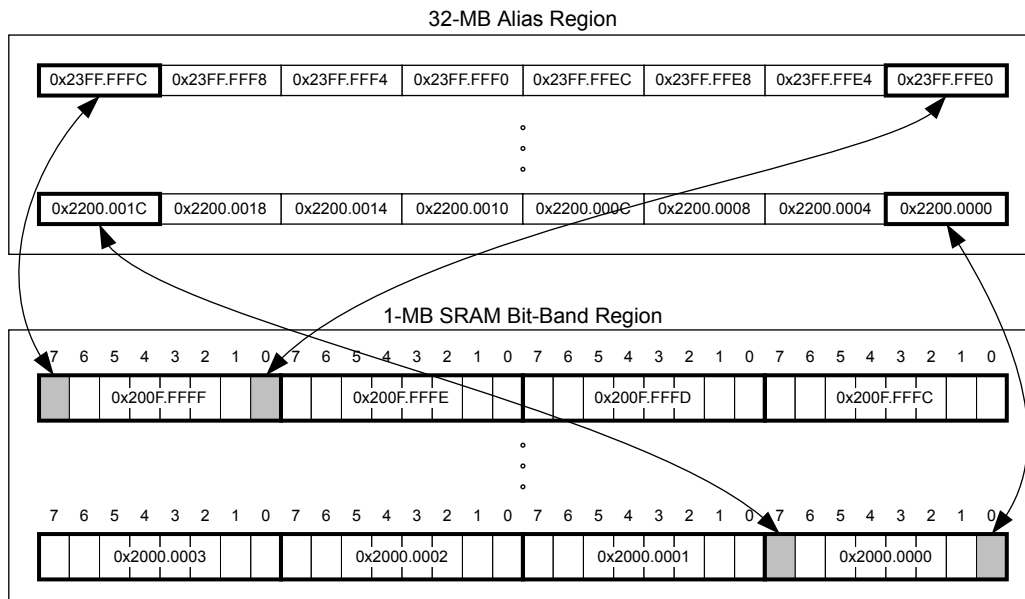 32-MB Alias Region
0x23FF.FFFC 0x23FF.FFF8 0x23FF.FFF4 0x23FF.FFF0 0x23FF.FFEC 0x23FF.FFE8 0x23FF.FFE4 0x23FF.FFE0
0x2200.001C 0x2200.0018 0x2200.0014 0x2200.0010 0x2200.000C 0x2200.0008 0x2200.0004 0x2200.0000
1-MB SRAM Bit-Band Region
7 6 5 4 3 2 1 0 7 6 5 4 3 2 1 0 7 6 5 4 3 2 1 0 7 6 5 4 3 2 1 0
0x200F.FFFF 0x200F.FFFE 0x200F.FFFD 0x200F.FFFC
7 6 5 4 3 2 1 0 7 6 5 4 3 2 1 0 7 6 5 4 3 2 1 0 7 6 5 4 3 2 1 0
0x2000.0003 0x2000.0002 0x2000.0001 0x2000.0000